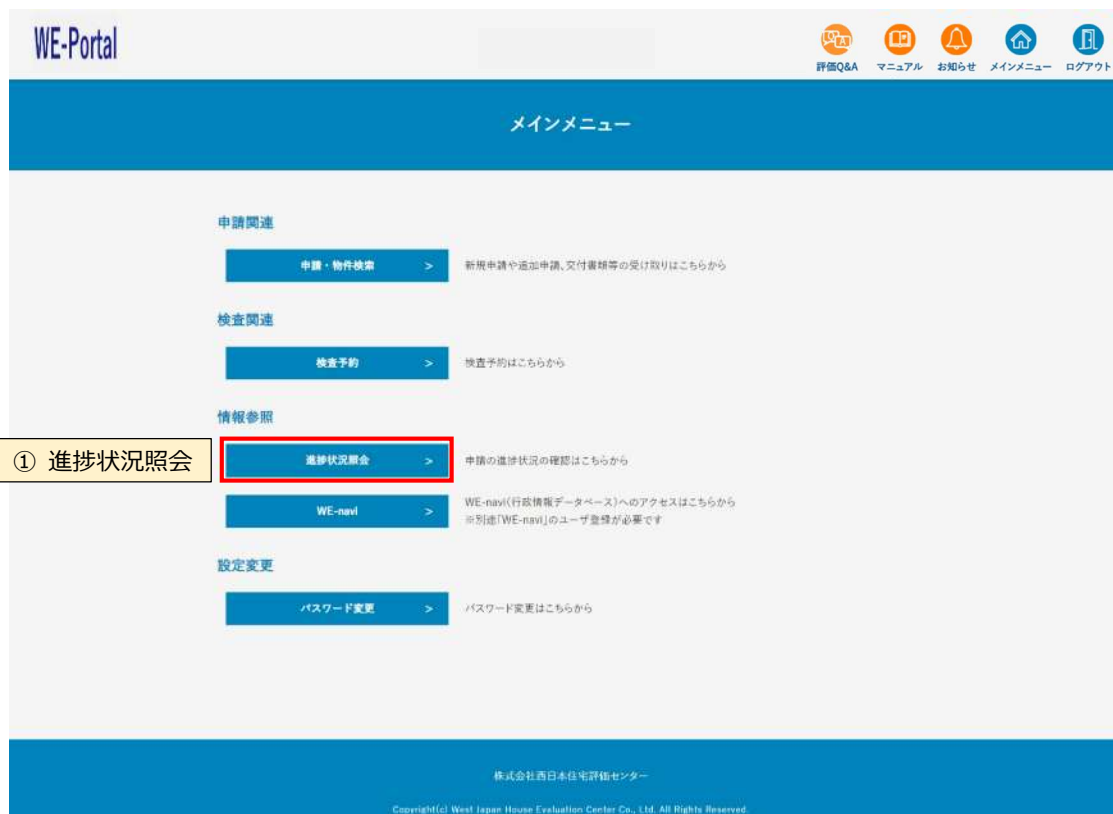 WE-Portal
評価Q&A マニュアル お知らせ メインメニュー ログアウト
メインメニュー
申請関連
申請・物件検索 > 新規申請や追加申請、交付書類等の受け取りはこちらから
検査関連
検査予約 > 検査予約はこちらから
情報参照
① 進捗状況照会
進捗状況照会 > 申請の進捗状況の確認はこちらから
WE-navi > WE-navi(行政情報データベース)へのアクセスはこちらから
※別途「WE-navi」のユーザ登録が必要です
設定変更
パスワード変更 > パスワード変更はこちらから
株式会社西日本住宅評価センター
Copyright(c) West Japan House Evaluation Center Co., Ltd. All Rights Reserved.